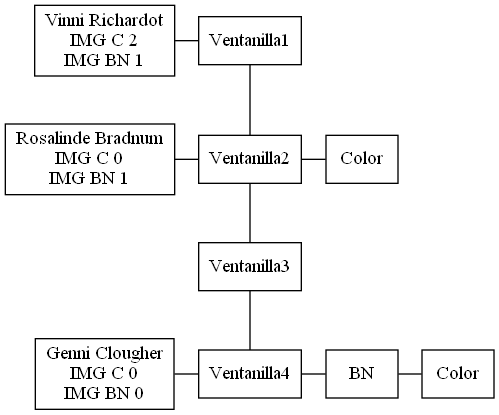 Vinni Richardot
IMG C 2
IMG BN 1
Ventanilla1
Rosalinde Bradnum
IMG C 0
IMG BN 1
Ventanilla2
Color
Ventanilla3
Genni Clougher
IMG C 0
IMG BN 0
Ventanilla4
BN
Color